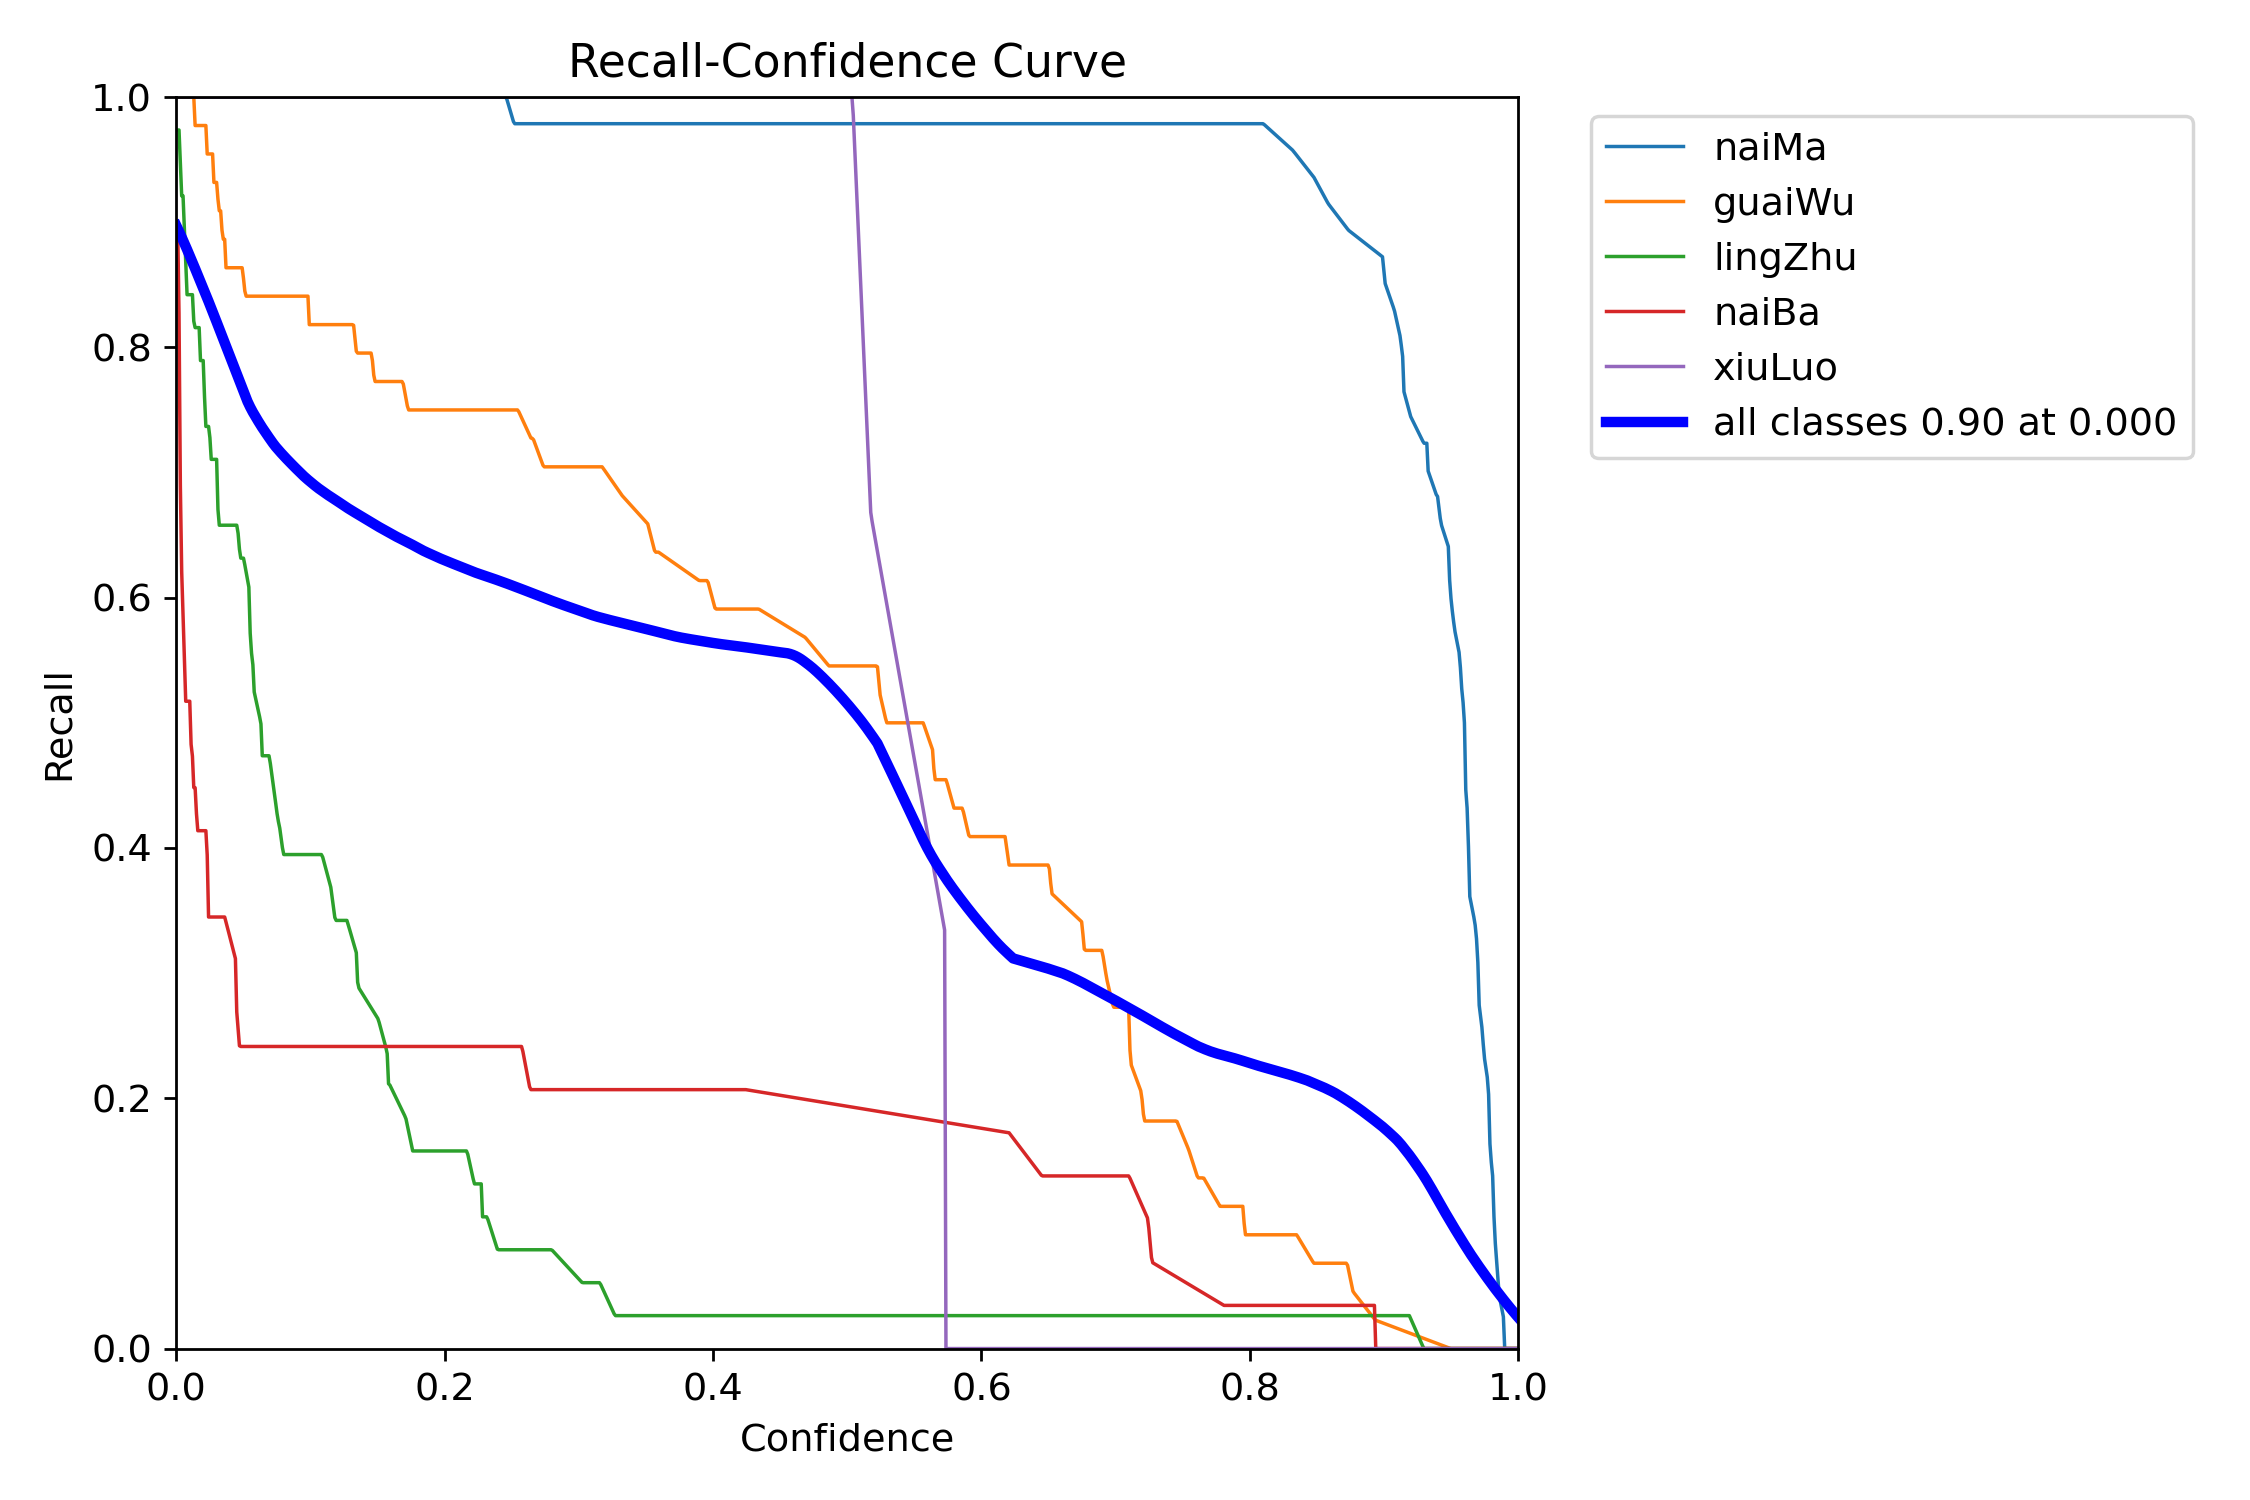 Recall-Confidence Curve
1.0
0.8
0.6
0.4
0.2
0.0
Recall
0.0 0.2 0.4 0.6 0.8 1.0
Confidence
naiMa
guaiWu
lingZhu
naiBa
xiuLuo
all classes 0.90 at 0.000